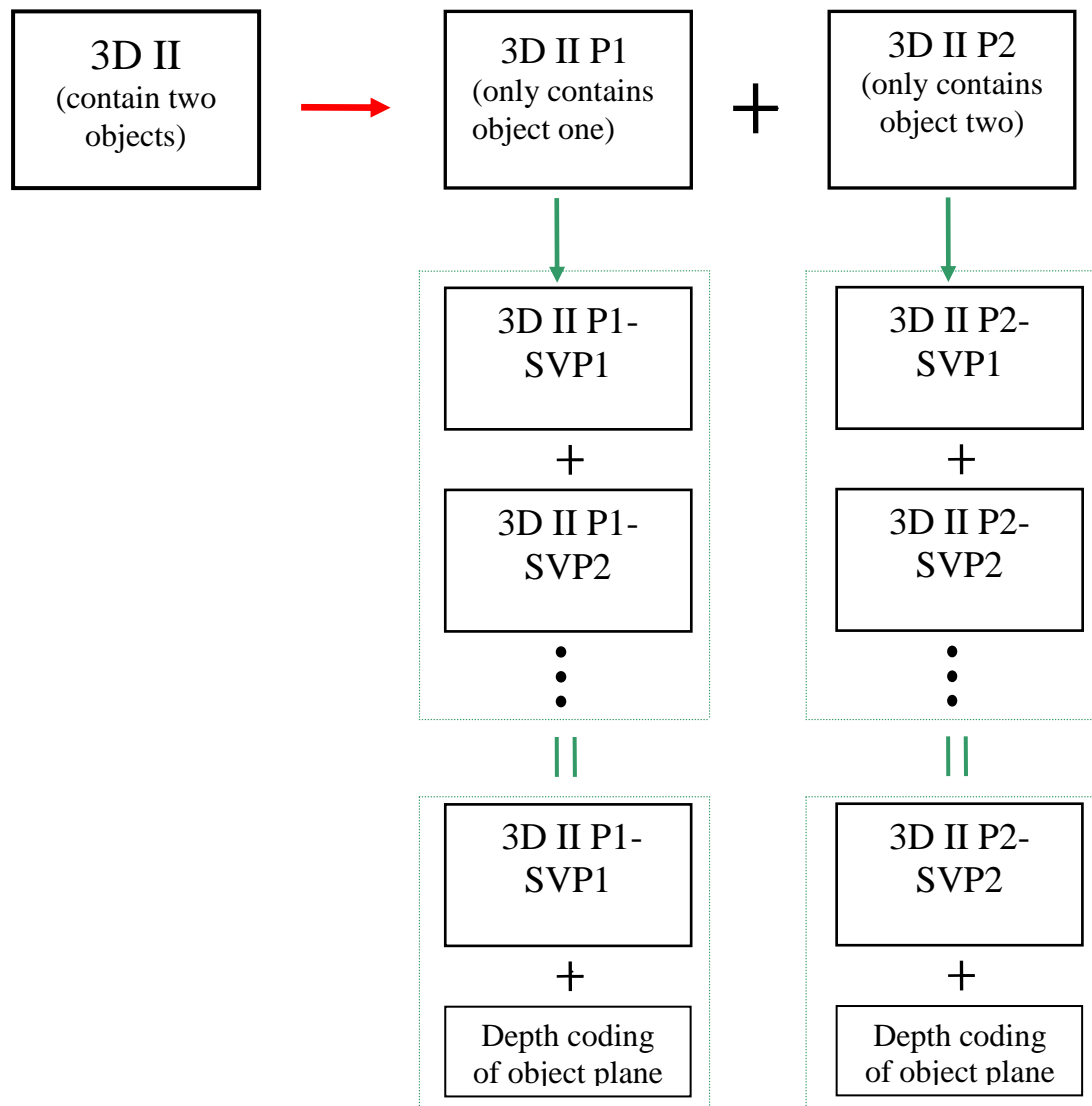 3D II
(contain two
objects)
3D II P1
(only contains
object one)
+
3D II P2
(only contains
object two)
3D II P1-
SVP1
+
3D II P1-
SVP2
3D II P2-
SVP1
+
3D II P2-
SVP2
3D II P1-
SVP1
+
Depth coding
of object plane
3D II P2-
SVP2
+
Depth coding
of object plane